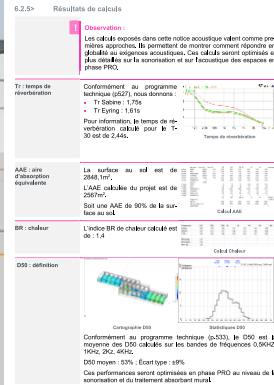 6.2.5> Résultats de calculs
! Observation :
Les calculs exposés dans cette notice acoustique valent comme pre-
mières approches. Ils permettent de montrer comment répondre en
globalité au exigences acoustiques. Ces calculs seront optimisés e
plus détaillés sur la sonorisation et sur l'acoustique des espaces en
phase PRO.
Tr : temps de
réverbération
Conformément au programme
technique (p527), nous donnons :
• Tr Sabine : 1,75s
• Tr Eyring : 1,61s
Pour information, le temps de ré-
verbération calculé pour le T-
30 est de 2,44s.
Temps de réverbération
AAE : aire
d'absorption
équivalente
La surface au sol est de
2848,1m².
L'AAE calculée du projet est de
2567m².
Soit une AAE de 90% de la sur-
face au sol.
Calcul AAE
BR : chaleur
L'indice BR de chaleur calculé est
de : 1,4
Calcul Chaleur
D50 : définition
Cartographie D50
Statistiques D50
Conformément au programme technique (p.533), le D50 est l
moyenne des D50 calculés sur les bandes de fréquences 0.5KHz
1KHz, 2Khz, 4KHz.
D50 moyen : 53% ; Écart type : ±9%
Ces performances seront optimisées en phase PRO au niveau de l
sonorisation et du traitement absorbant mural.